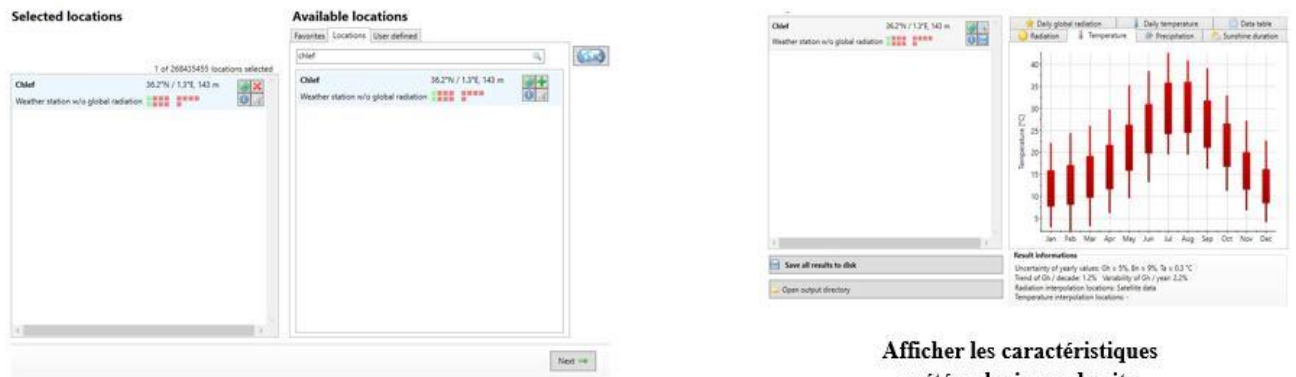 Selected locations
Available locations
Favorites Locations User defined
chlef
1 of 268435455 locations selected
Chlef 36.2°N / 1.3°E, 143 m
Weather station w/o global radiation
Chlef 36.2°N / 1.3°E, 143 m
Weather station w/o global radiation
Next
Chlef 36.2°N / 1.3°E, 143 m
Weather station w/o global radiation
Save all results to disk
Open output directory
Daily global radiation Daily temperature Data table
Radiation Temperature Precipitation Sunshine duration
Temperature [°C]
40
35
30
25
20
15
10
5
Jan Feb Mar Apr May Jun Jul Aug Sep Oct Nov Dec
Result informations
Uncertainty of yearly values: Gh = 5%, Bn = 9%, Ta = 0.3 °C
Trend of Gh / decade: 1.2% Variability of Gh / year: 2.2%
Radiation interpolation locations: Satellite data
Temperature interpolation locations: -
Afficher les caractéristiques